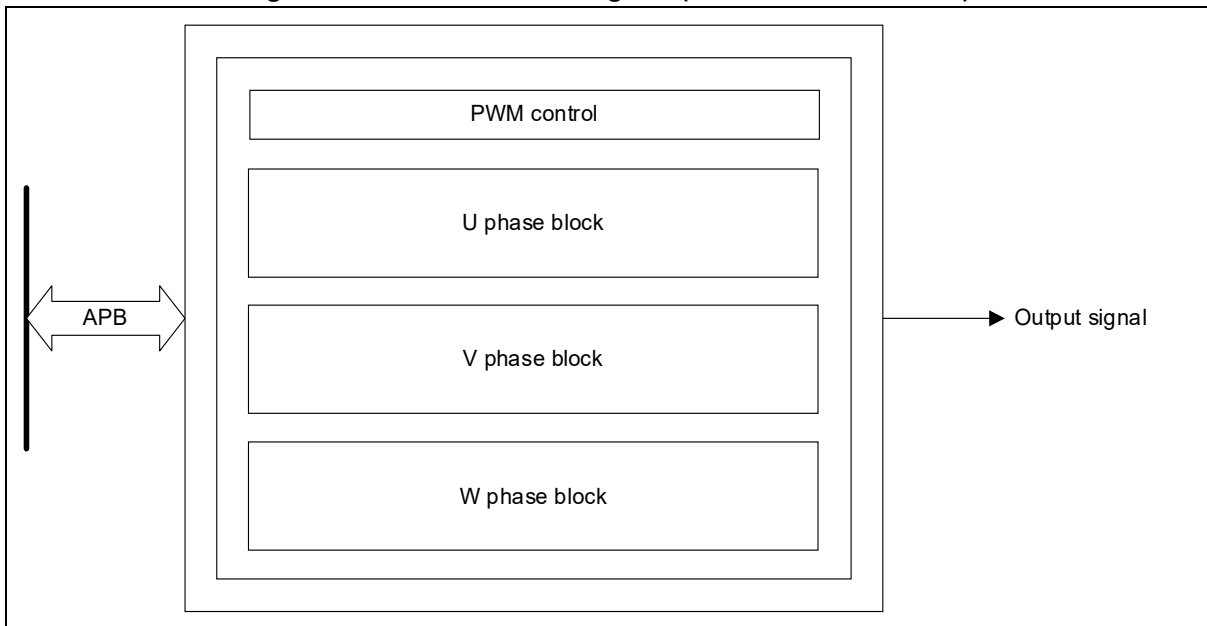 PWM control
U phase block
V phase block
W phase block
APB
Output signal